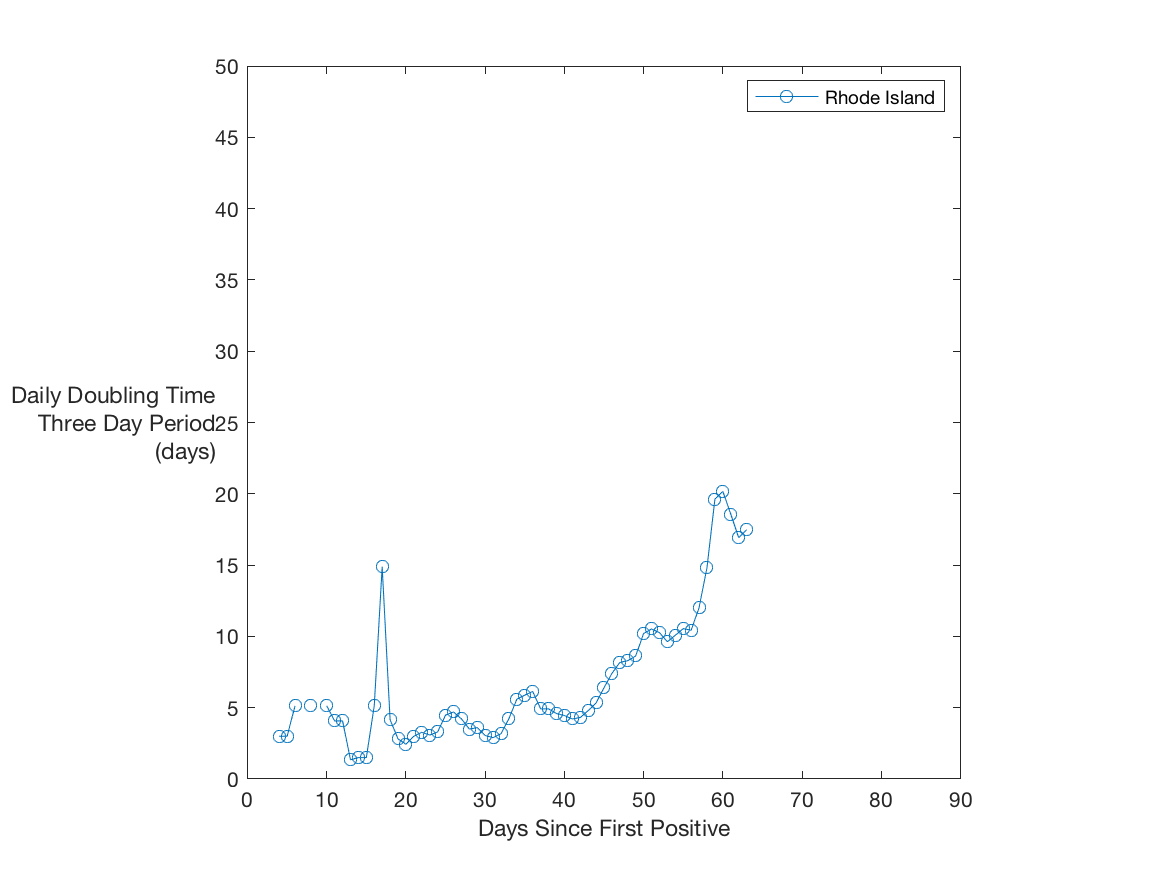 50
45
40
35
30
25
20
15
10
5
0
Daily Doubling Time
Three Day Period
(days)
Rhode Island
0 10 20 30 40 50 60 70 80 90
Days Since First Positive